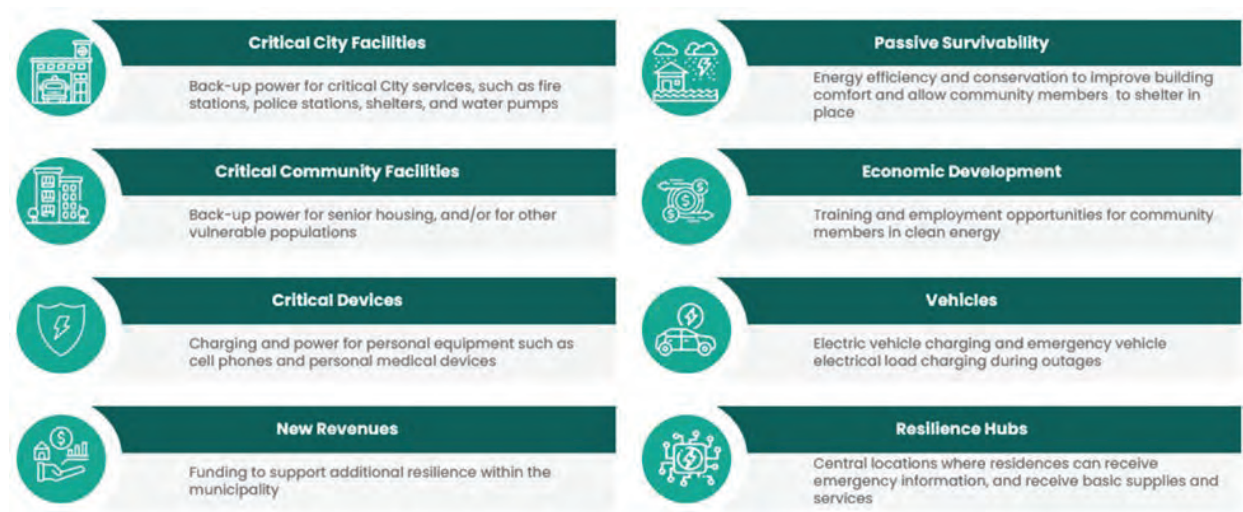 Critical City Facilities
Back-up power for critical City services, such as fire
stations, police stations, shelters, and water pumps
Critical Community Facilities
Back-up power for senior housing, and/or for other
vulnerable populations
Critical Devices
Charging and power for personal equipment such as
cell phones and personal medical devices
New Revenues
Funding to support additional resilience within the
municipality
Passive Survivability
Energy efficiency and conservation to improve building
comfort and allow community members to shelter in
place
Economic Development
Training and employment opportunities for community
members in clean energy
Vehicles
Electric vehicle charging and emergency vehicle
electrical load charging during outages
Resilience Hubs
Central locations where residences can receive
emergency information, and receive basic supplies and
services